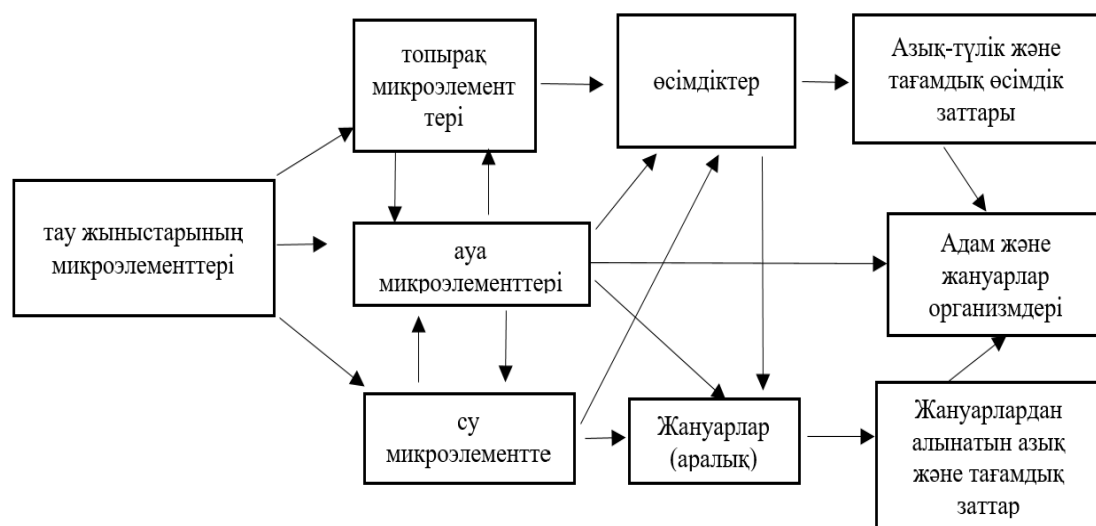 тау жыныстарының
микроэлементтері
топырақ
микроэлемент
тері
ауа
микроэлементтері
су
микроэлементте
өсімдіктер
Жануарлар
(аралық)
Азық-түлік және
тағамдық өсімдік
заттары
Адам және
жануарлар
организмдері
Жануарлардан
алынатын азық
және тағамдық
заттар